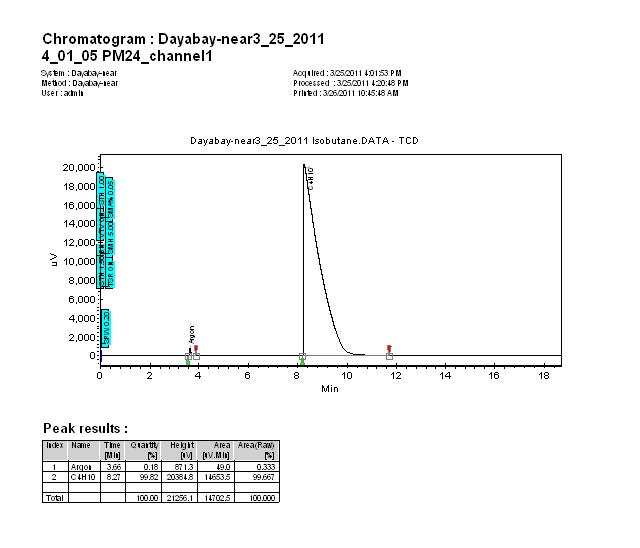 Chromatogram : Dayabay-near3_25_2011
4_01_05 PM24_channel1
System : Dayabay-near
Method : Dayabay-near
User : admin
Acquired : 3/25/2011 4:01:53 PM
Processed : 3/25/2011 4:20:48 PM
Printed : 3/26/2011 10:45:48 AM
Dayabay-near3_25_2011 Isobutane.DATA - TCD
20,000
18,000
16,000
14,000
12,000
10,000
8,000
6,000
4,000
2,000
0
uV
SPW 0.20
Argon
C4H10
0 2 4 6 8 10 12 14 16 18
Min
Peak results :
Index Name Time [Min] Quantity [%] Height [uV] Area [uV.Min] Area(Raw) [%]
1 Argon 3.66 0.18 871.3 49.0 0.333
2 C4H10 8.27 99.82 20384.8 14653.5 99.667
Total 100.00 21256.1 14702.5 100.000